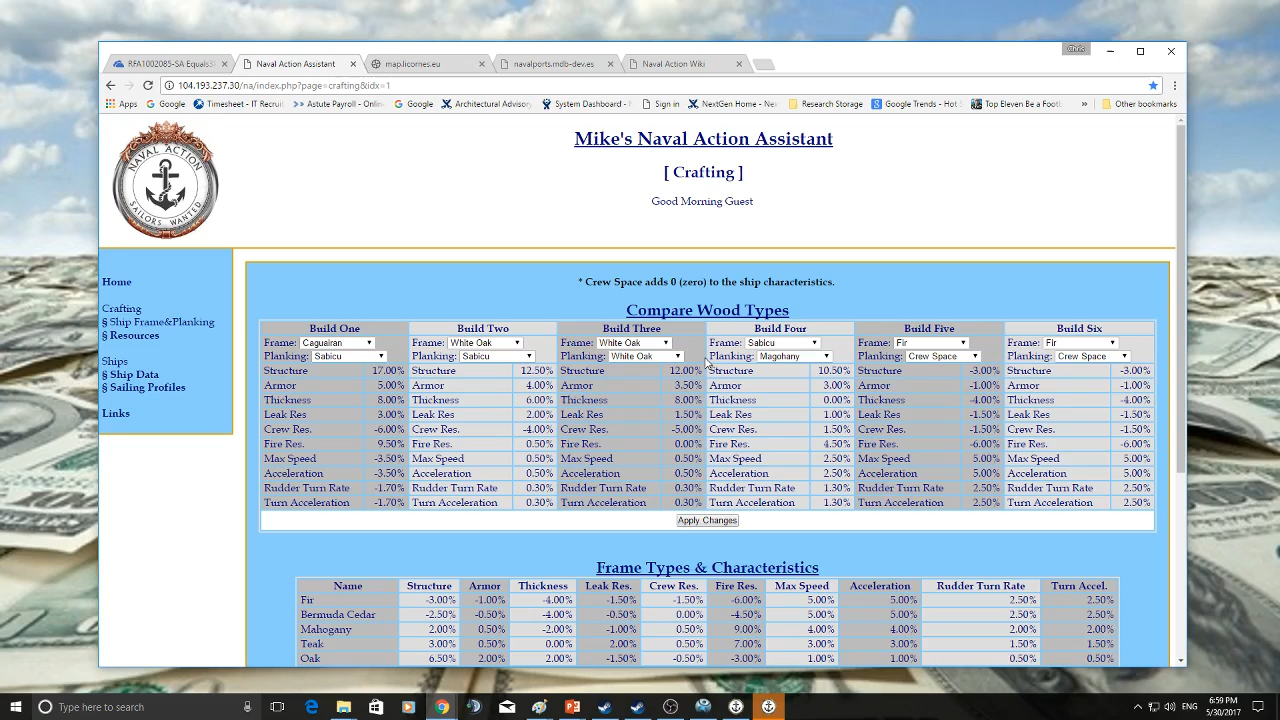 Chris
RFA1002085-SA Equals3
Naval Action Assistant
map.licornes.eu
navalports.mdb-dev.es
Naval Action Wiki
104.193.237.30/na/index.php?page=crafting&idx=1
Apps Google Timesheet - IT Recruit Astute Payroll - Onlin Google Architectural Advisory System Dashboard - Sign in NextGen Home - Nex Research Storage Google Trends - Hot Top Eleven Be a Footb » Other bookmarks
NAVAL ACTION
SAILORS WANTED
Mike's Naval Action Assistant
[ Crafting ]
Good Morning Guest
Home
Crafting
§ Ship Frame&Planking
§ Resources
Ships
§ Ship Data
§ Sailing Profiles
Links
* Crew Space adds 0 (zero) to the ship characteristics.
Compare Wood Types
Build One Build Two Build Three Build Four Build Five Build Six
Frame: Caguairan Frame: White Oak Frame: White Oak Frame: Sabicu Frame: Fir Frame: Fir
Planking: Sabicu Planking: Sabicu Planking: White Oak Planking: Magohany Planking: Crew Space Planking: Crew Space
Structure 17.00% Structure 12.50% Structure 12.00% Structure 10.50% Structure -3.00% Structure -3.00%
Armor 5.00% Armor 4.00% Armor 3.50% Armor 3.00% Armor -1.00% Armor -1.00%
Thickness 8.00% Thickness 6.00% Thickness 8.00% Thickness 0.00% Thickness -4.00% Thickness -4.00%
Leak Res 3.00% Leak Res 2.00% Leak Res 1.50% Leak Res 1.00% Leak Res -1.50% Leak Res -1.50%
Crew Res. -6.00% Crew Res. -4.00% Crew Res. -5.00% Crew Res. 1.50% Crew Res. -1.50% Crew Res. -1.50%
Fire Res. 9.50% Fire Res. 0.50% Fire Res. 0.00% Fire Res. 4.50% Fire Res. -6.00% Fire Res. -6.00%
Max Speed -3.50% Max Speed 0.50% Max Speed 0.50% Max Speed 2.50% Max Speed 5.00% Max Speed 5.00%
Acceleration -3.50% Acceleration 0.50% Acceleration 0.50% Acceleration 2.50% Acceleration 5.00% Acceleration 5.00%
Rudder Turn Rate -1.70% Rudder Turn Rate 0.30% Rudder Turn Rate 0.30% Rudder Turn Rate 1.30% Rudder Turn Rate 2.50% Rudder Turn Rate 2.50%
Turn Acceleration -1.70% Turn Acceleration 0.30% Turn Acceleration 0.30% Turn Acceleration 1.30% Turn Acceleration 2.50% Turn Acceleration 2.50%
Apply Changes
Frame Types & Characteristics
Name Structure Armor Thickness Leak Res. Crew Res. Fire Res. Max Speed Acceleration Rudder Turn Rate Turn Accel.
Fir -3.00% -1.00% -4.00% -1.50% -1.50% -6.00% 5.00% 5.00% 2.50% 2.50%
Bermuda Cedar -2.50% -0.50% -4.00% -1.50% 0.00% -4.50% 5.00% 5.00% 2.50% 2.50%
Mahogany 2.00% 0.50% -2.00% -1.00% 0.50% 9.00% 4.00% 4.00% 2.00% 2.00%
Teak 3.00% 0.50% 0.00% 2.00% 0.50% 7.00% 3.00% 3.00% 1.50% 1.50%
Oak 6.50% 2.00% 2.00% -1.50% -0.50% -3.00% 1.00% 1.00% 0.50% 0.50%
Type here to search
ENG
6:59 PM
5/30/2017